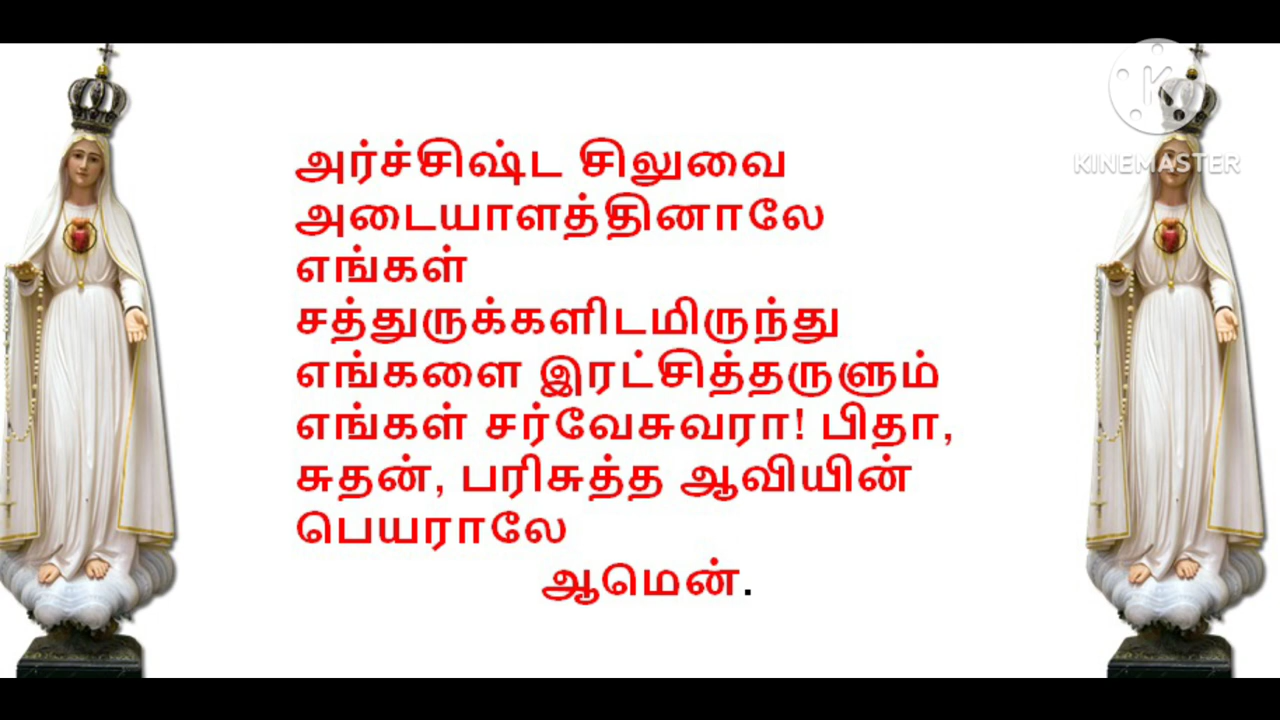 KINEMASTER
அர்ச்சிஷ்ட சிலுவை
அடையாளத்தினாலே
எங்கள்
சத்துருக்களிடமிருந்து
எங்களை இரட்சித்தருளும்
எங்கள் சர்வேசுவரா! பிதா,
சுதன், பரிசுத்த ஆவியின்
பெயராலே
ஆமென்.